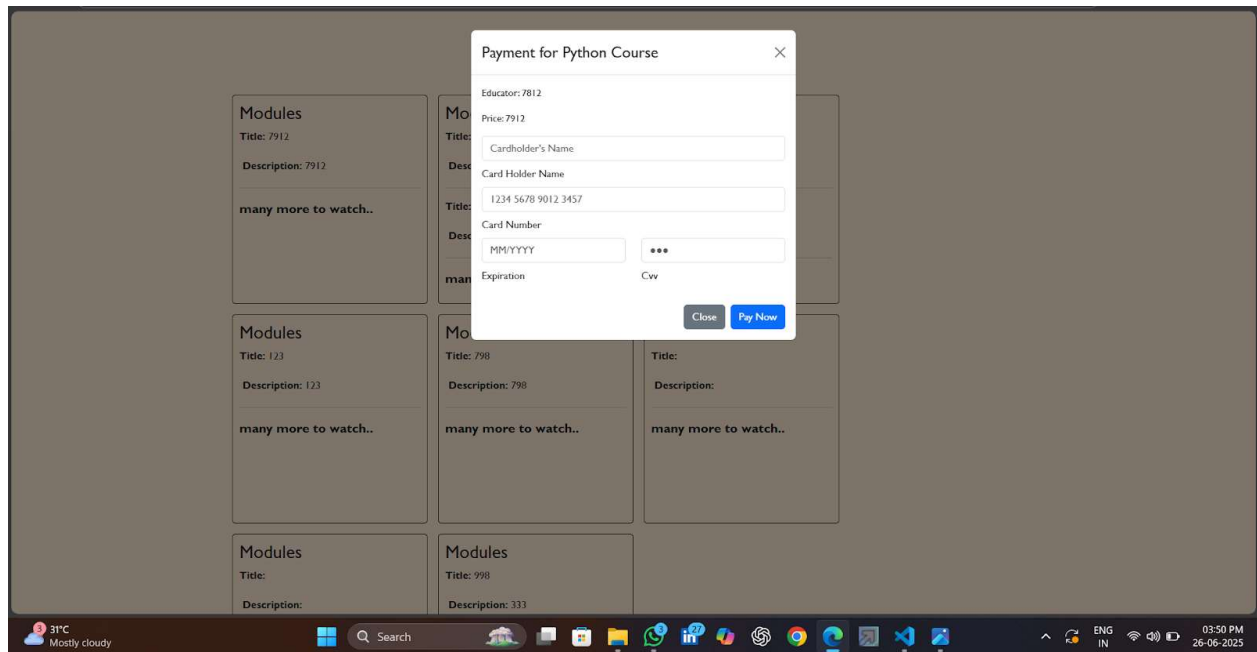 Payment for Python Course
Educator: 7812
Price: 7912
Cardholder's Name
Card Holder Name
1234 5678 9012 3457
Card Number
MM/YYYY
Expiration
Cvv
Close
Pay Now
Modules
Title: 7912
Description: 7912
many more to watch..
Mo
Title:
Desc
Title:
Desc
man
Modules
Title: 123
Description: 123
many more to watch..
Mo
Title: 798
Description: 798
many more to watch..
Title:
Description:
many more to watch..
Modules
Title:
Description:
Modules
Title: 998
Description: 333
3
31°C
Mostly cloudy
Search
3
27
in
ENG
IN
03:50 PM
26-06-2025